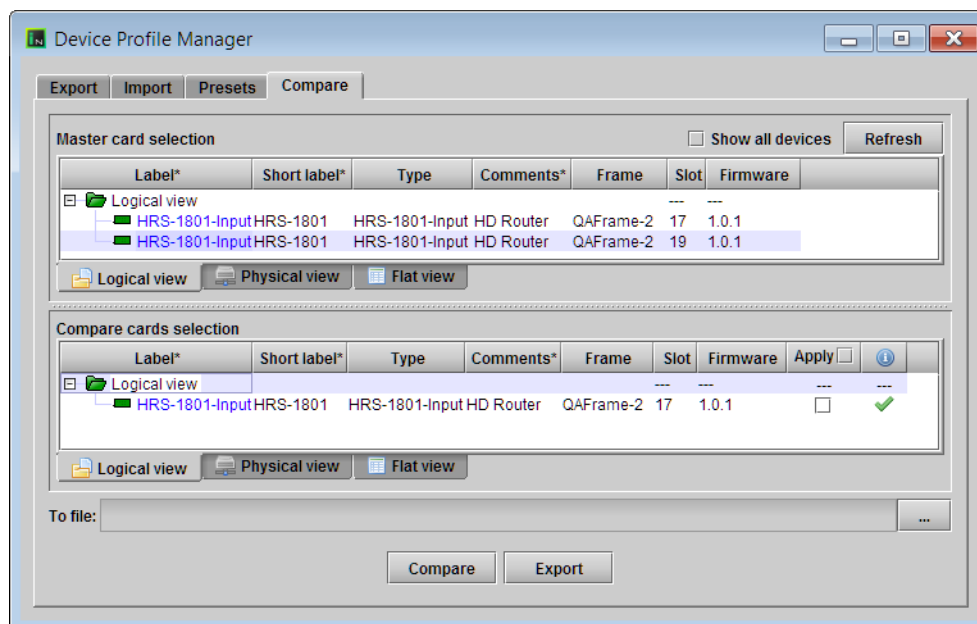 Device Profile Manager
Export Import Presets Compare
Master card selection Show all devices Refresh
Label* Short label* Type Comments* Frame Slot Firmware
Logical view --- ---
HRS-1801-Input HRS-1801 HRS-1801-Input HD Router QAFrame-2 17 1.0.1
HRS-1801-Input HRS-1801 HRS-1801-Input HD Router QAFrame-2 19 1.0.1
Logical view Physical view Flat view
Compare cards selection
Label* Short label* Type Comments* Frame Slot Firmware Apply
Logical view --- --- --- ---
HRS-1801-Input HRS-1801 HRS-1801-Input HD Router QAFrame-2 17 1.0.1
Logical view Physical view Flat view
To file: ...
Compare Export